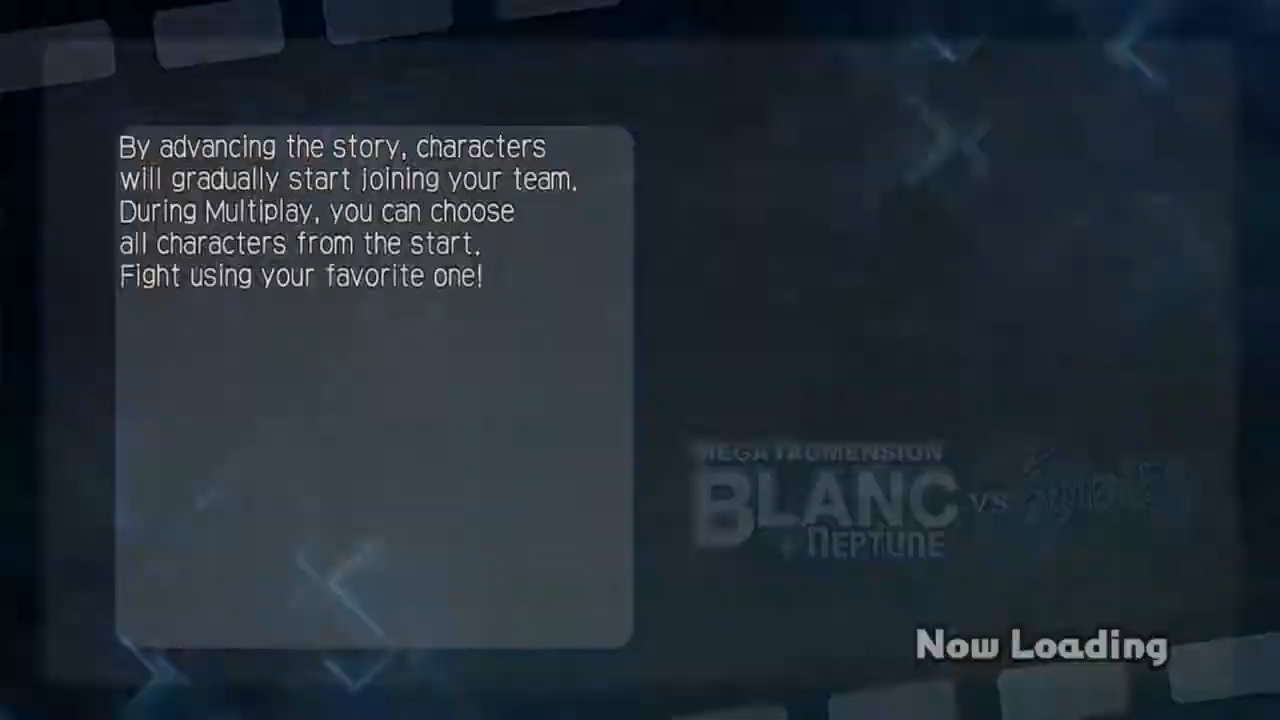 By advancing the story, characters
will gradually start joining your team.
During Multiplay, you can choose
all characters from the start.
Fight using your favorite one!
MEGATAGMENSION
BLANC vs
+ NEPTUNE
Now Loading